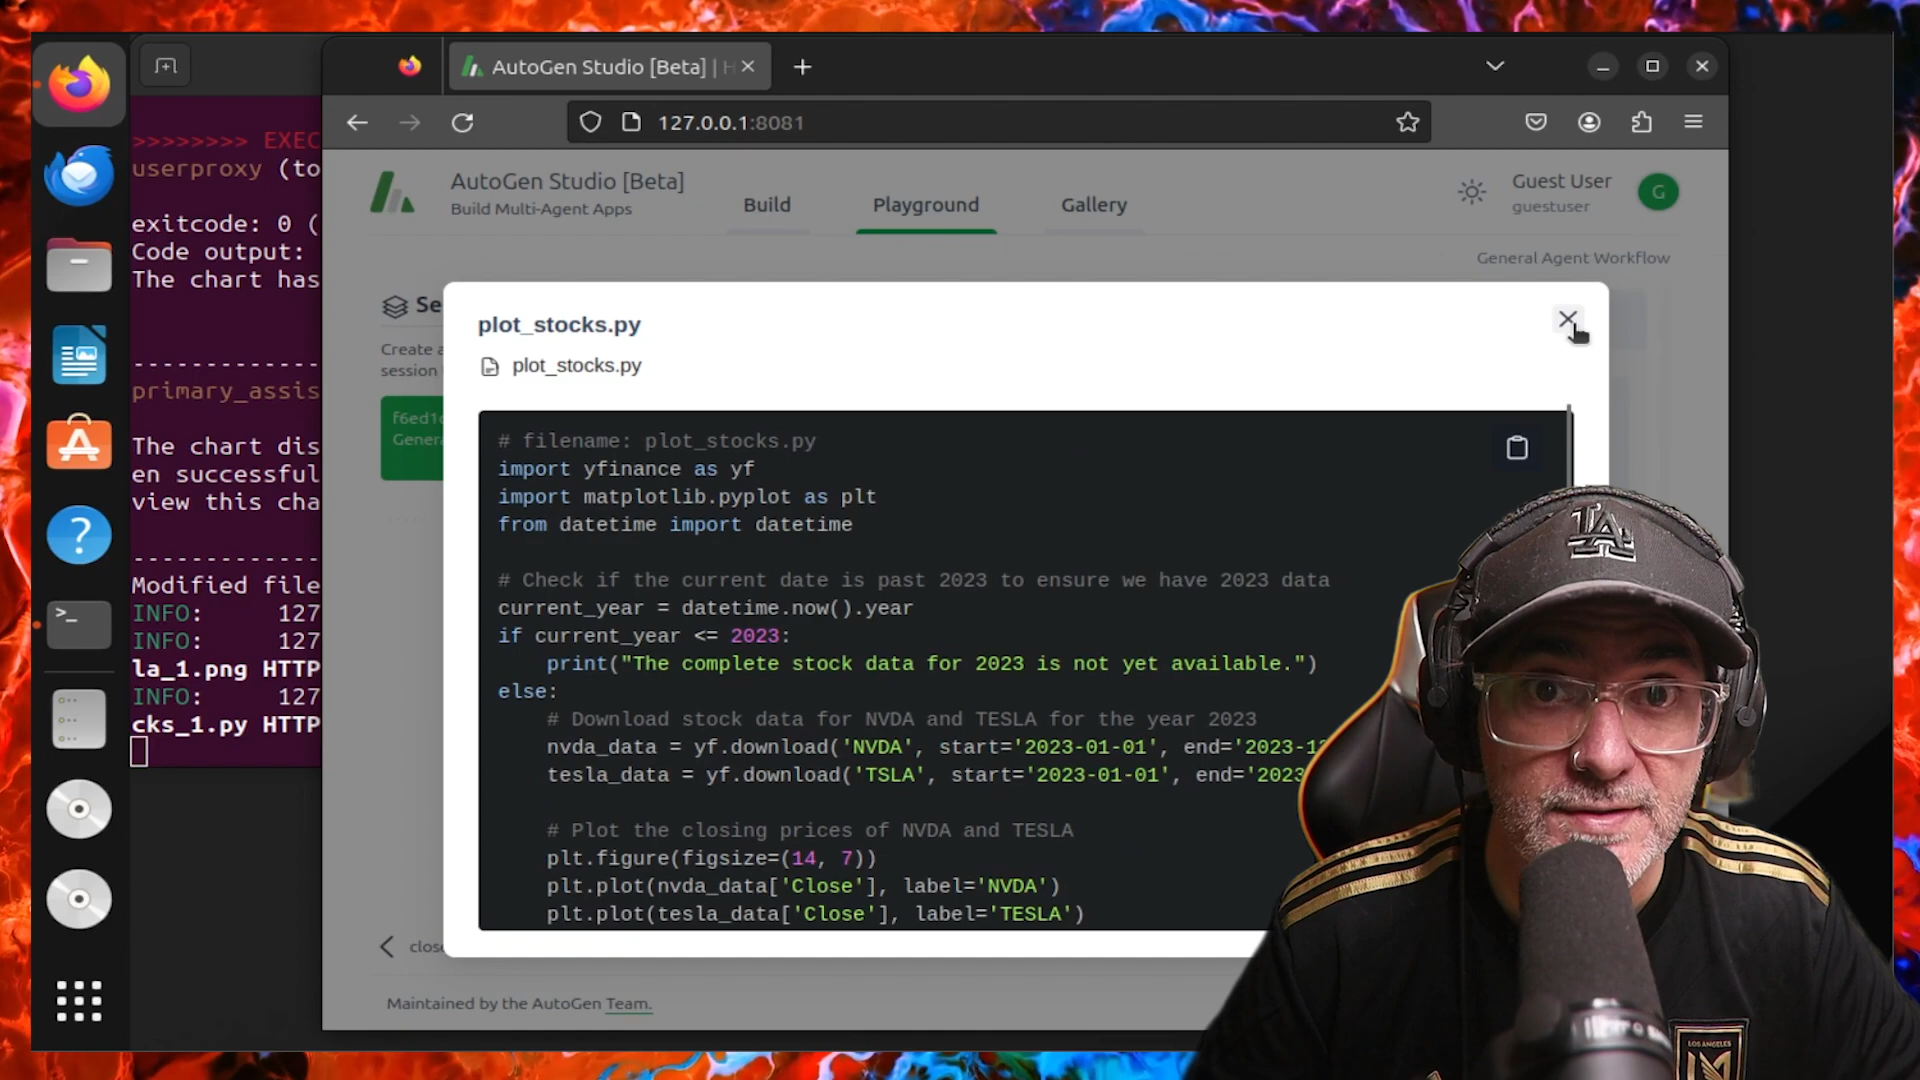 AutoGen Studio [Beta] | H
127.0.0.1:8081
>>>>>>>> EXEC
userproxy (to
exitcode: 0 (
Code output:
The chart has
primary_assis
The chart dis
en successful
view this cha
Modified file
INFO: 127
INFO: 127
la_1.png HTTP
INFO: 127
cks_1.py HTTP
AutoGen Studio [Beta]
Build Multi-Agent Apps
Build
Playground
Gallery
Guest User
guestuser
G
General Agent Workflow
Se
Create a
session
f6ed1c
Genera
plot_stocks.py
plot_stocks.py
# filename: plot_stocks.py
import yfinance as yf
import matplotlib.pyplot as plt
from datetime import datetime
# Check if the current date is past 2023 to ensure we have 2023 data
current_year = datetime.now().year
if current_year <= 2023:
print("The complete stock data for 2023 is not yet available.")
else:
# Download stock data for NVDA and TESLA for the year 2023
nvda_data = yf.download('NVDA', start='2023-01-01', end='2023-1
tesla_data = yf.download('TSLA', start='2023-01-01', end='2023
# Plot the closing prices of NVDA and TESLA
plt.figure(figsize=(14, 7))
plt.plot(nvda_data['Close'], label='NVDA')
plt.plot(tesla_data['Close'], label='TESLA')
clos
Maintained by the AutoGen Team.
LA
LOS ANGELES